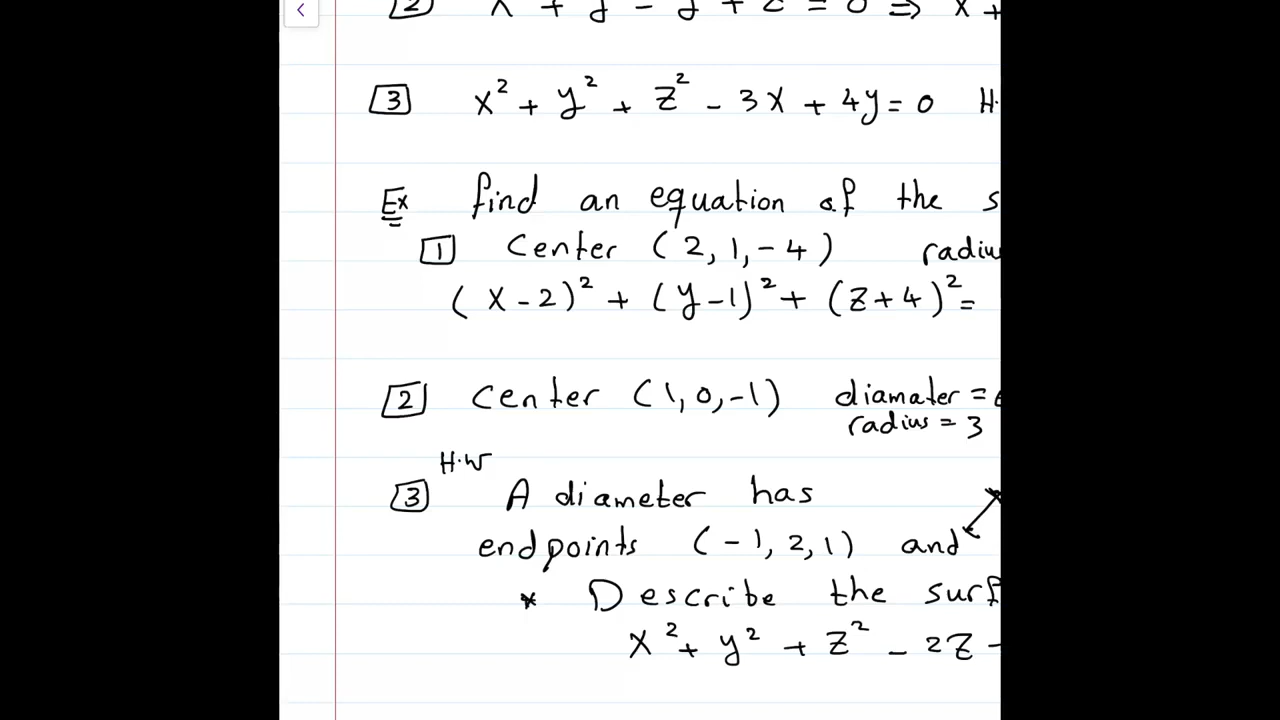 [3] x² + y² + z² - 3x + 4y = 0 H.
Ex find an equation of the s
[1] Center (2, 1, -4) radiu
(x-2)² + (y-1)² + (z+4)² =
[2] Center (1, 0, -1) diamater =
radius = 3
H.W
[3] A diameter has
endpoints (-1, 2, 1) and
* Describe the surf
x² + y² + z² - 2z -